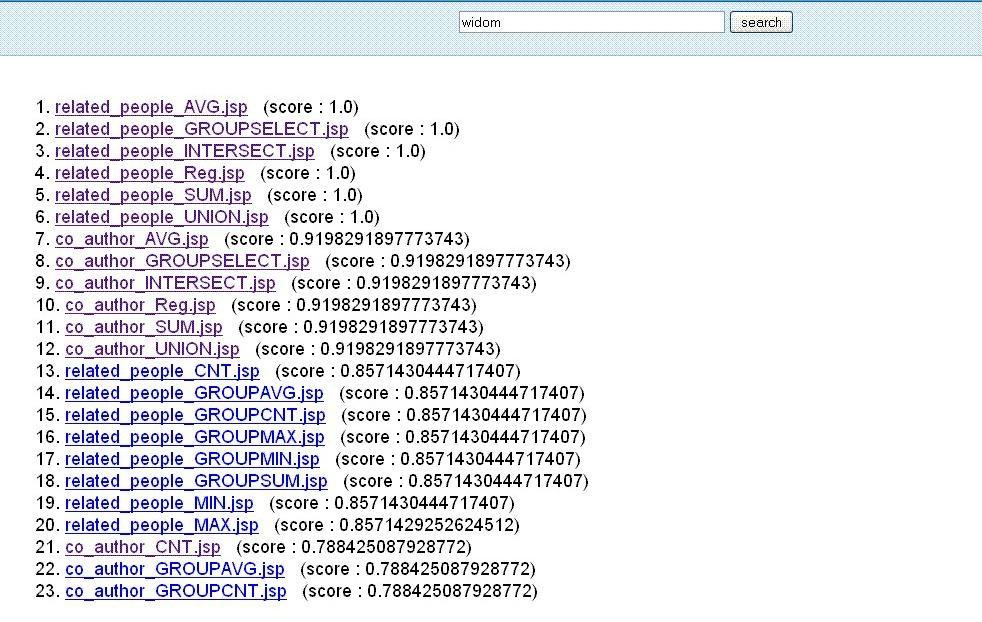 widom search
1. related_people_AVG.jsp (score : 1.0)
2. related_people_GROUPSELECT.jsp (score : 1.0)
3. related_people_INTERSECT.jsp (score : 1.0)
4. related_people_Reg.jsp (score : 1.0)
5. related_people_SUM.jsp (score : 1.0)
6. related_people_UNION.jsp (score : 1.0)
7. co_author_AVG.jsp (score : 0.9198291897773743)
8. co_author_GROUPSELECT.jsp (score : 0.9198291897773743)
9. co_author_INTERSECT.jsp (score : 0.9198291897773743)
10. co_author_Reg.jsp (score : 0.9198291897773743)
11. co_author_SUM.jsp (score : 0.9198291897773743)
12. co_author_UNION.jsp (score : 0.9198291897773743)
13. related_people_CNT.jsp (score : 0.8571430444717407)
14. related_people_GROUPAVG.jsp (score : 0.8571430444717407)
15. related_people_GROUPCNT.jsp (score : 0.8571430444717407)
16. related_people_GROUPMAX.jsp (score : 0.8571430444717407)
17. related_people_GROUPMIN.jsp (score : 0.8571430444717407)
18. related_people_GROUPSUM.jsp (score : 0.8571430444717407)
19. related_people_MIN.jsp (score : 0.8571430444717407)
20. related_people_MAX.jsp (score : 0.8571429252624512)
21. co_author_CNT.jsp (score : 0.788425087928772)
22. co_author_GROUPAVG.jsp (score : 0.788425087928772)
23. co_author_GROUPCNT.jsp (score : 0.788425087928772)